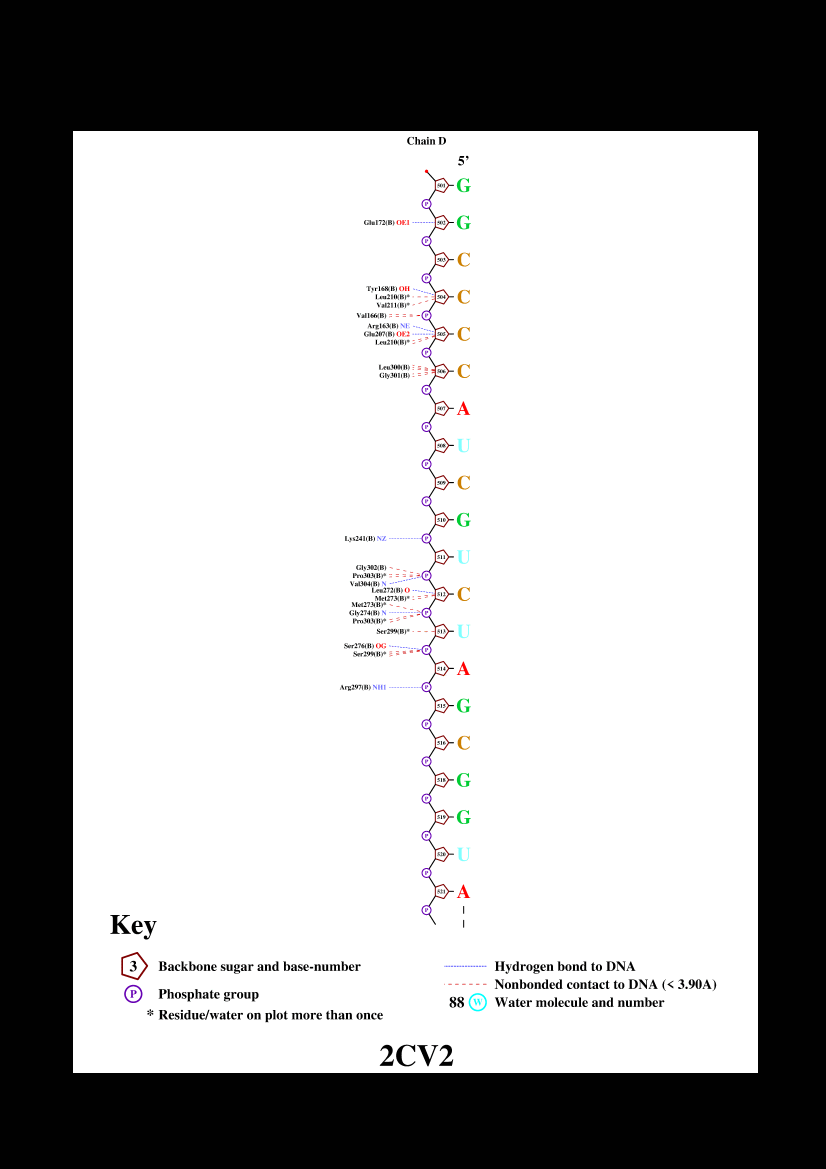 Chain D
5’
501 G
P
Glu172(B) OE1 502 G
P
503 C
P
Tyr168(B) OH
Leu210(B)* 504 C
Val211(B)*
Val166(B) P
Arg163(B) NE
Glu207(B) OE2 505 C
Leu210(B)*
P
Leu300(B) 506 C
Gly301(B)
P
507 A
P
508 U
P
509 C
P
510 G
Lys241(B) NZ P
511 U
Gly302(B)
Pro303(B)* P
Val304(B) N
Leu272(B) O 512 C
Met273(B)*
Met273(B)*
Gly274(B) N P
Pro303(B)*
Ser299(B)* 513 U
Ser276(B) OG P
Ser299(B)*
514 A
Arg297(B) NH1 P
515 G
P
516 C
P
518 G
P
519 G
P
520 U
P
521 A
P
Key
3 Backbone sugar and base-number
P Phosphate group
* Residue/water on plot more than once
Hydrogen bond to DNA
Nonbonded contact to DNA (< 3.90A)
88 W Water molecule and number
2CV2